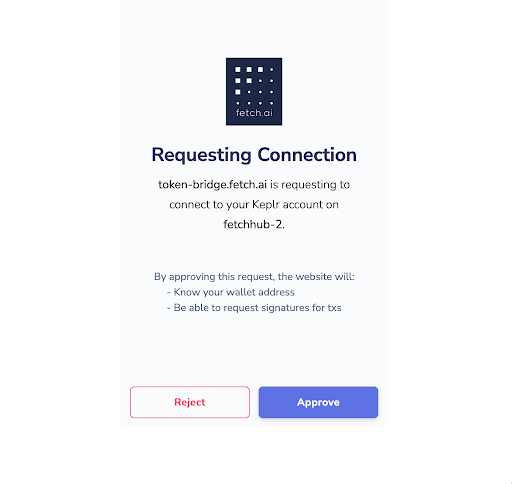 fetch.ai
Requesting Connection
token-bridge.fetch.ai is requesting to
connect to your Keplr account on
fetchhub-2.
By approving this request, the website will:
- Know your wallet address
- Be able to request signatures for txs
Reject
Approve